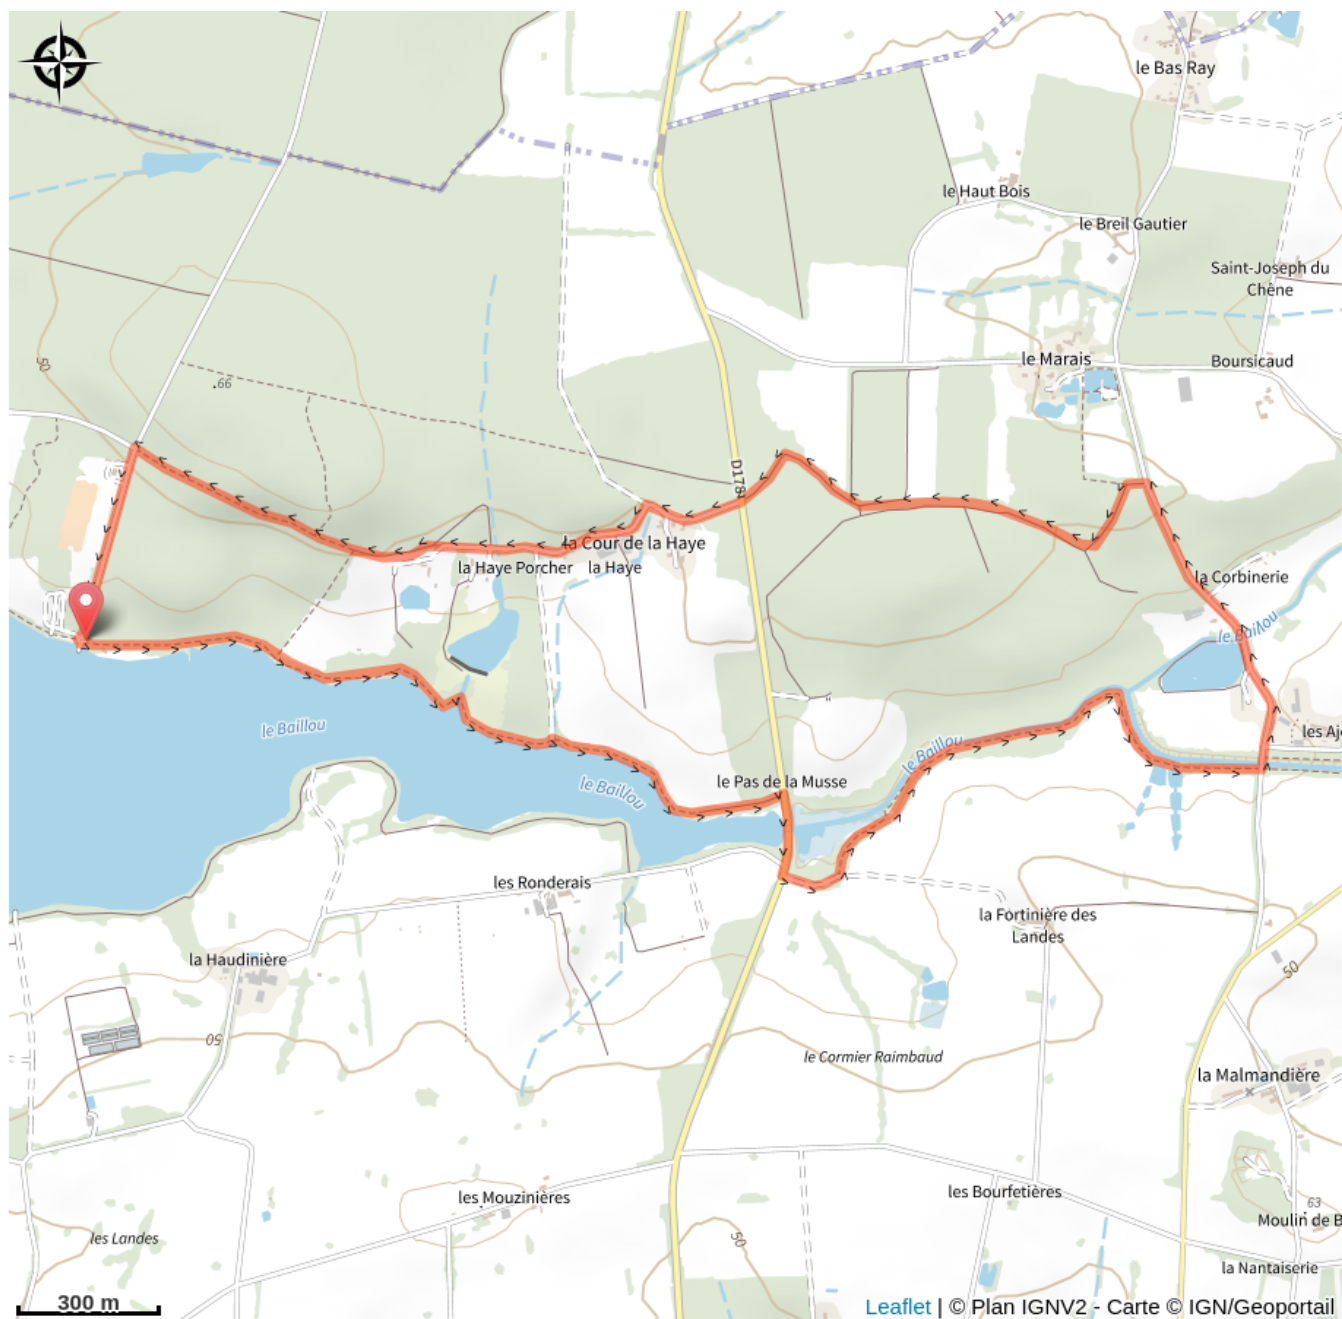 le Bas Ray
le Haut Bois
le Breil Gautier
Saint-Joseph du
Chêne
le Marais
Boursicaud
50
66
D178
la Cour de la Haye
la Haye Porcher
la Haye
la Corbinerie
le Baillou
les Aj
le Baillou
le Baillou
le Pas de la Musse
le Baillou
les Ronderais
la Fortinière des
Landes
la Haudinière
50
50
le Cormier Raimbaud
la Malmandière
les Mouzinières
les Bourfetières
63
Moulin de B
les Landes
50
la Nantaiserie
300 m
Leaflet | © Plan IGNV2 - Carte © IGN/Geoportail